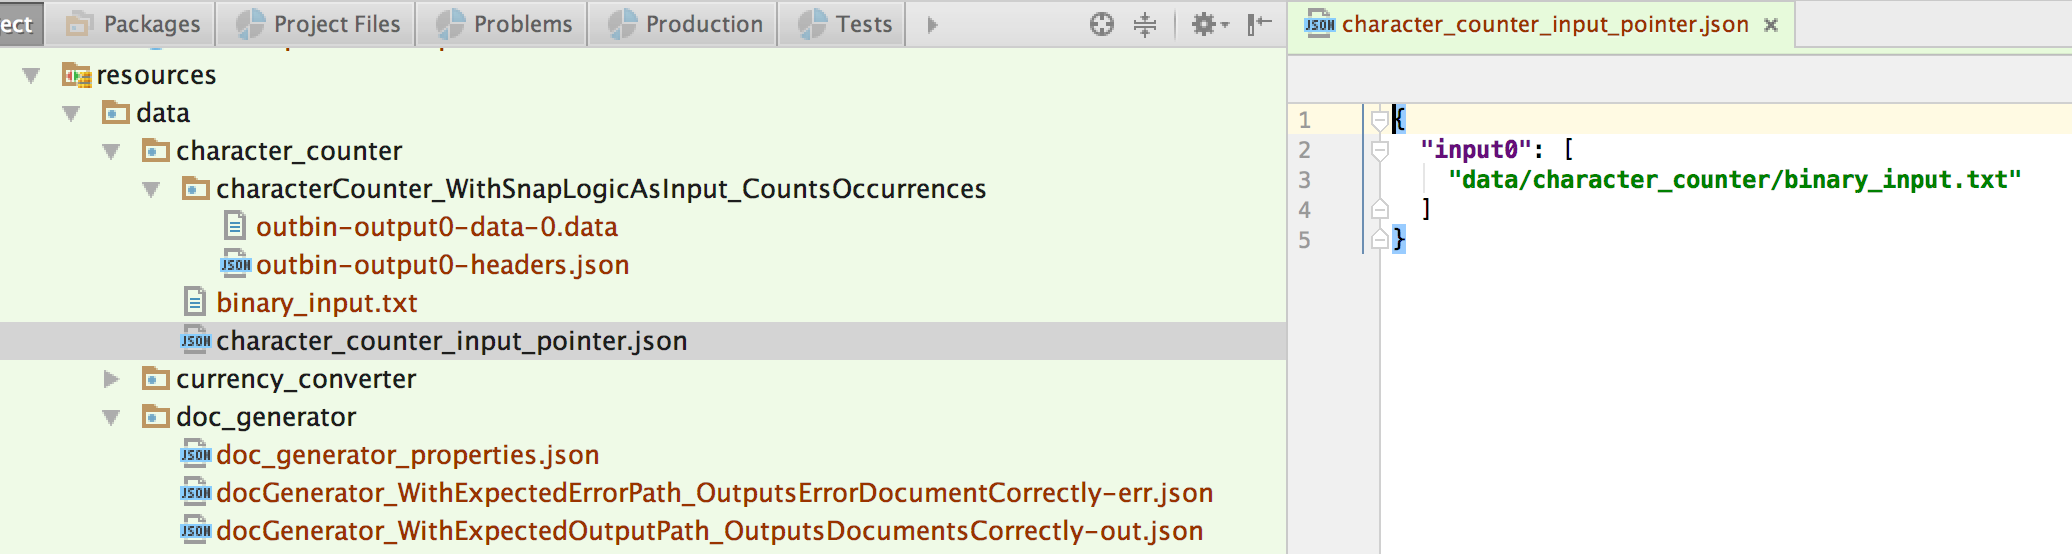 ect Packages Project Files Problems Production Tests
resources
data
character_counter
characterCounter_WithSnapLogicAsInput_CountsOccurrences
outbin-output0-data-0.data
JSON outbin-output0-headers.json
binary_input.txt
JSON character_counter_input_pointer.json
currency_converter
doc_generator
JSON doc_generator_properties.json
JSON docGenerator_WithExpectedErrorPath_OutputsErrorDocumentCorrectly-err.json
JSON docGenerator_WithExpectedOutputPath_OutputsDocumentsCorrectly-out.json
JSON character_counter_input_pointer.json
1 {
2 "input0": [
3 "data/character_counter/binary_input.txt"
4 ]
5 }